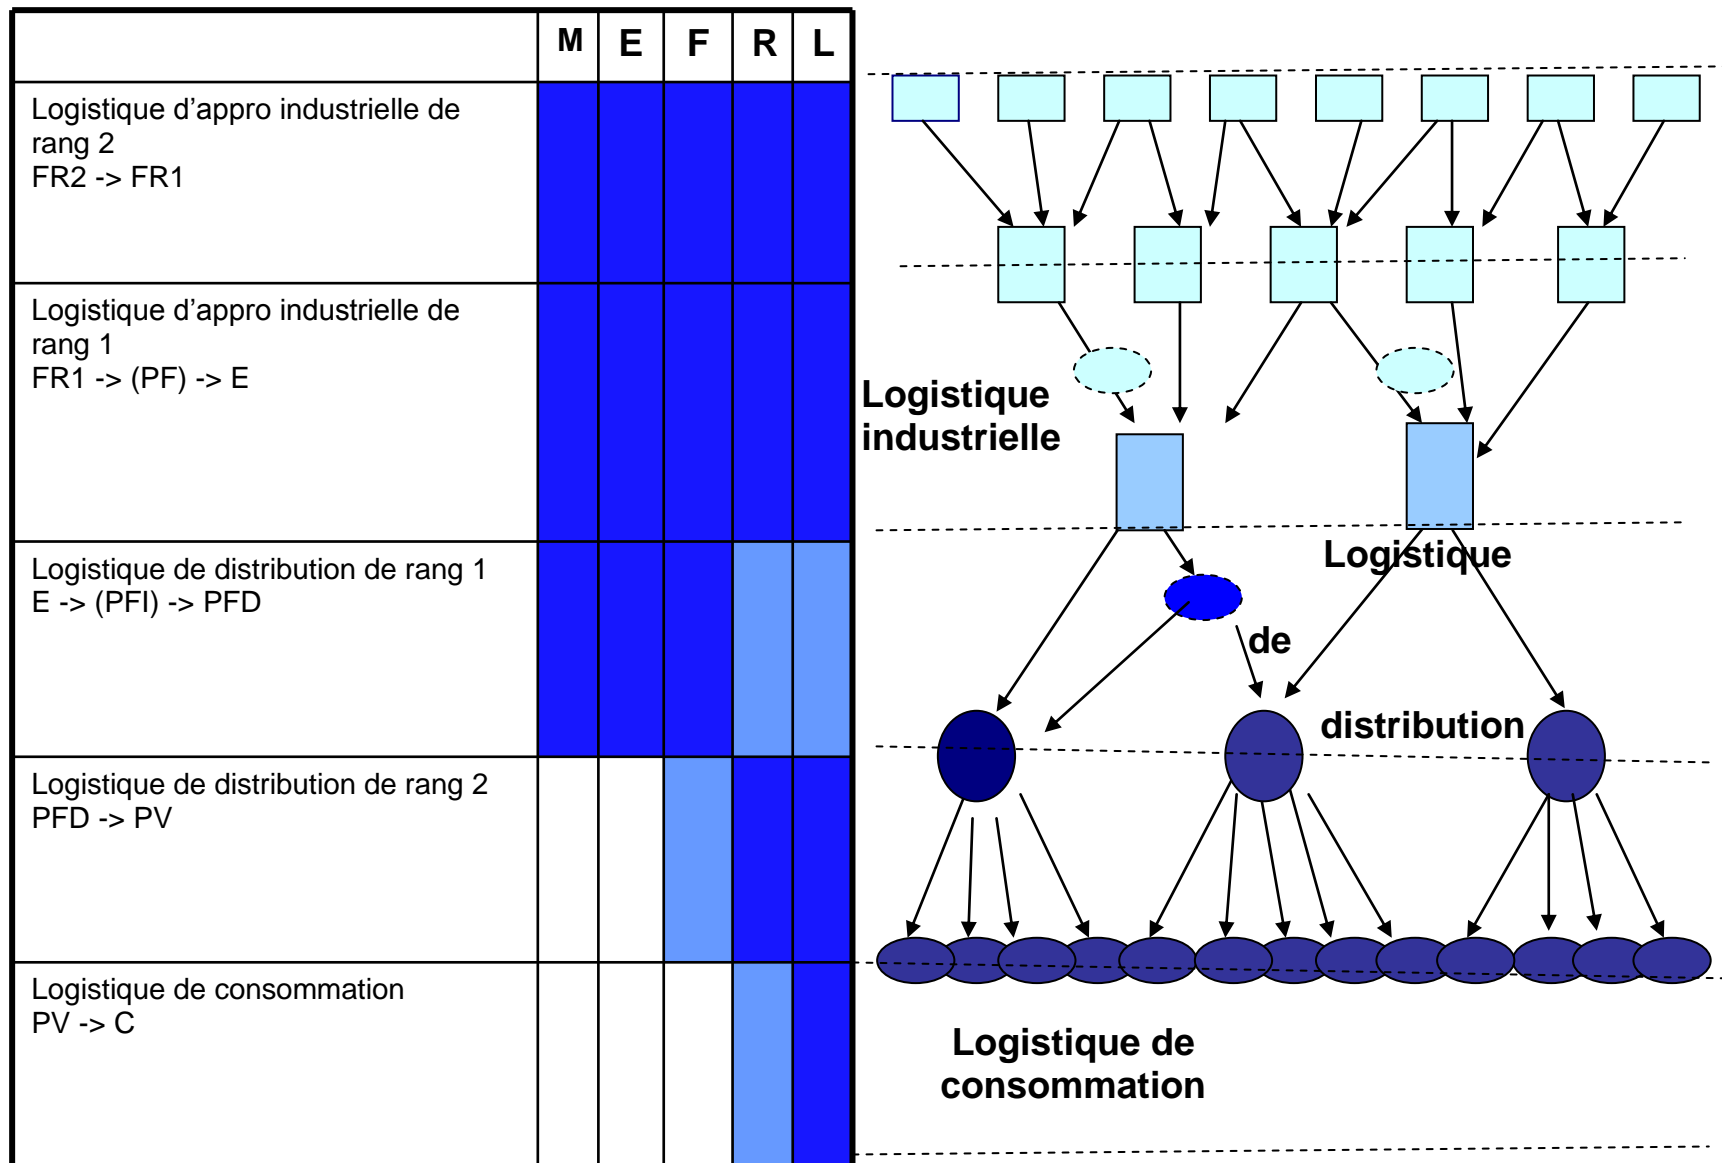 M E F R L
Logistique d’appro industrielle de
rang 2
FR2 -> FR1
Logistique d’appro industrielle de
rang 1
FR1 -> (PF) -> E
Logistique de distribution de rang 1
E -> (PFI) -> PFD
Logistique de distribution de rang 2
PFD -> PV
Logistique de consommation
PV -> C
Logistique
industrielle
Logistique
de
distribution
Logistique de
consommation